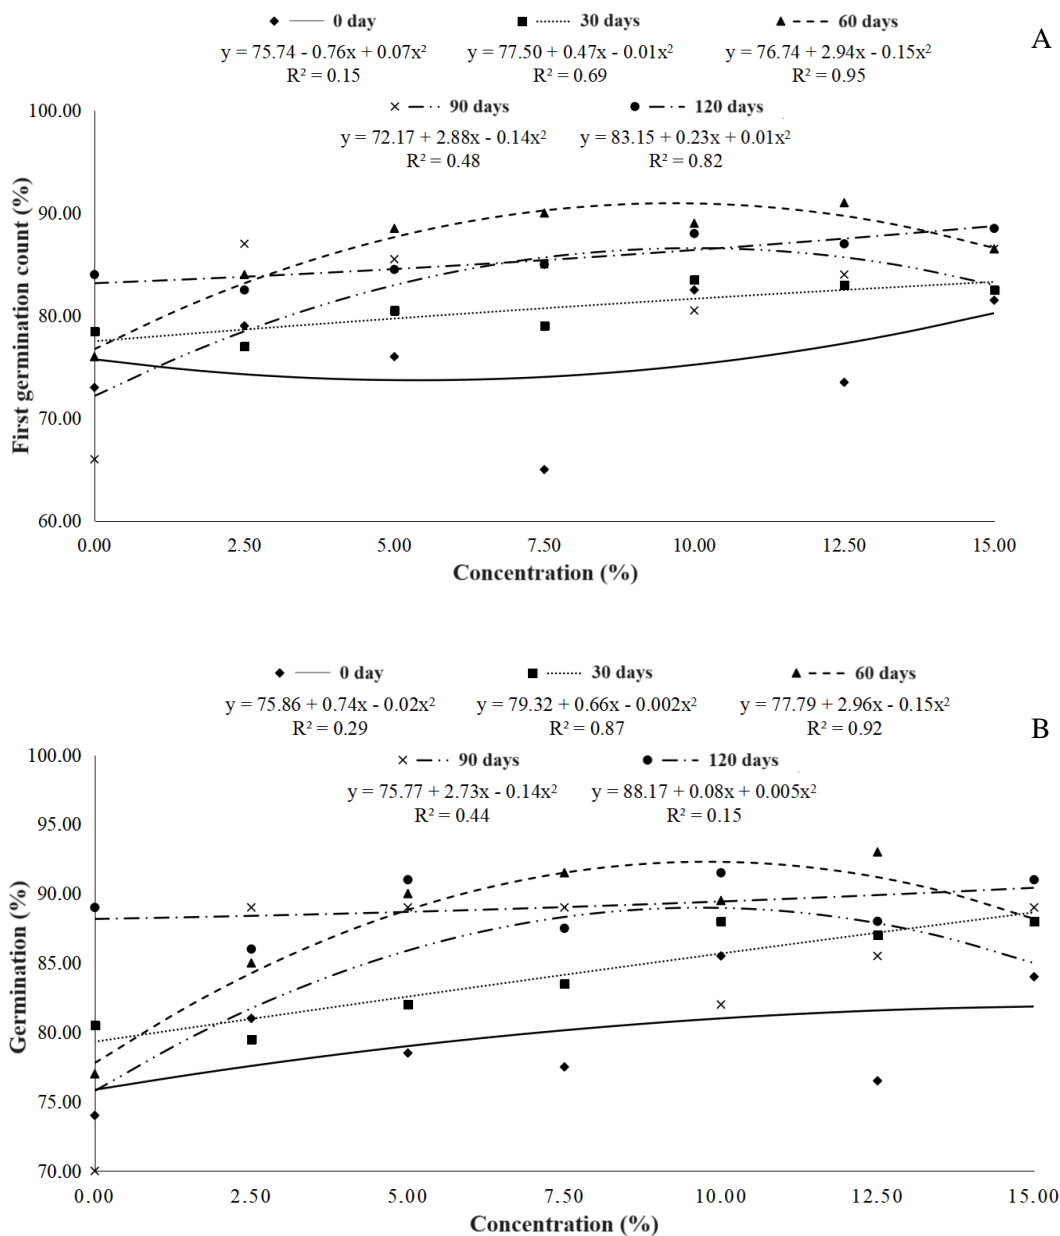 0 day 30 days 60 days
A
y = 75.74 - 0.76x + 0.07x² y = 77.50 + 0.47x - 0.01x² y = 76.74 + 2.94x - 0.15x²
R² = 0.15 R² = 0.69 R² = 0.95
90 days 120 days
y = 72.17 + 2.88x - 0.14x² y = 83.15 + 0.23x + 0.01x²
R² = 0.48 R² = 0.82
First germination count (%)
100.00
90.00
80.00
70.00
60.00
0.00 2.50 5.00 7.50 10.00 12.50 15.00
Concentration (%)
0 day 30 days 60 days
y = 75.86 + 0.74x - 0.02x² y = 79.32 + 0.66x - 0.002x² y = 77.79 + 2.96x - 0.15x²
R² = 0.29 R² = 0.87 R² = 0.92
B
90 days 120 days
y = 75.77 + 2.73x - 0.14x² y = 88.17 + 0.08x + 0.005x²
R² = 0.44 R² = 0.15
Germination (%)
100.00
95.00
90.00
85.00
80.00
75.00
70.00
0.00 2.50 5.00 7.50 10.00 12.50 15.00
Concentration (%)